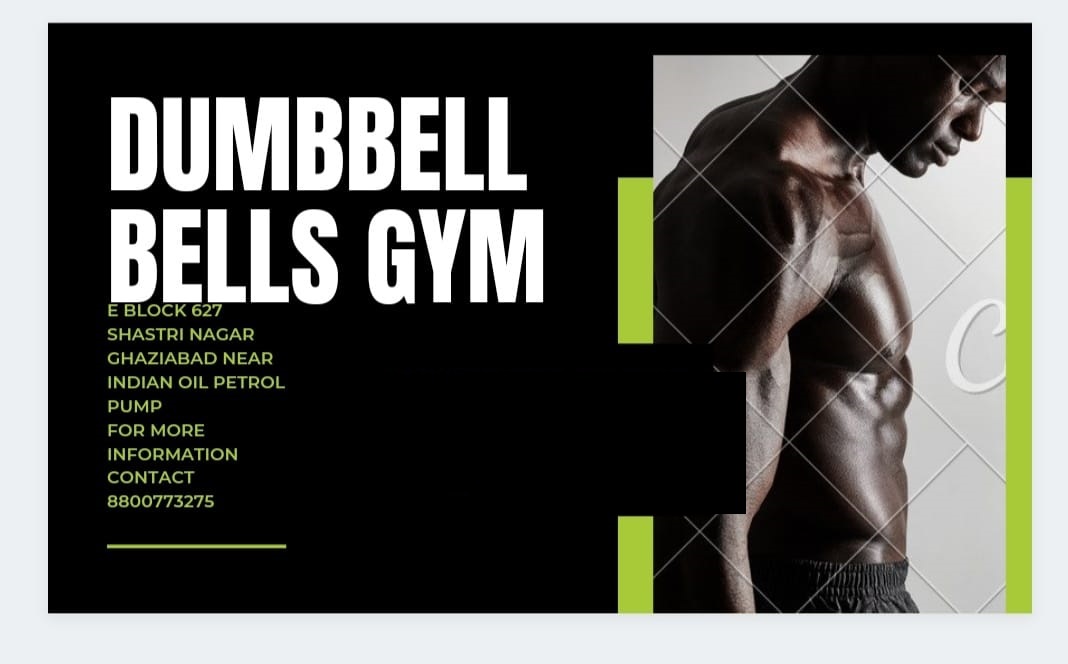 DUMBBELL
BELLS GYM
E BLOCK 627
SHASTRI NAGAR
GHAZIABAD NEAR
INDIAN OIL PETROL
PUMP
FOR MORE
INFORMATION
CONTACT
8800773275
C